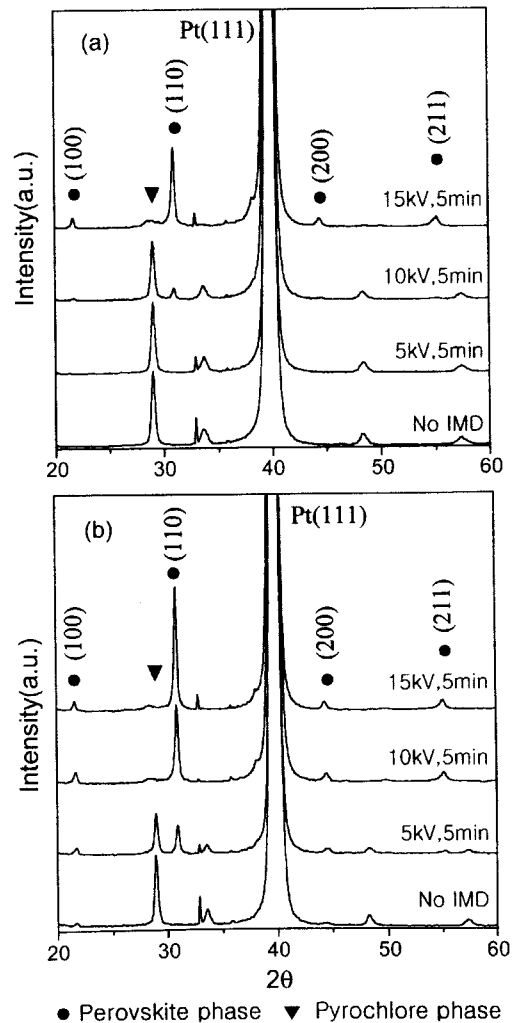 (a)
Pt(111)
(100)
(110)
(200)
(211)
15kV,5min
10kV,5min
5kV,5min
No IMD
Intensity(a.u.)
20 30 40 50 60
(b)
Pt(111)
(100)
(110)
(200)
(211)
15kV,5min
10kV,5min
5kV,5min
No IMD
Intensity(a.u.)
20 30 40 50 60
2θ
● Perovskite phase ▼ Pyrochlore phase